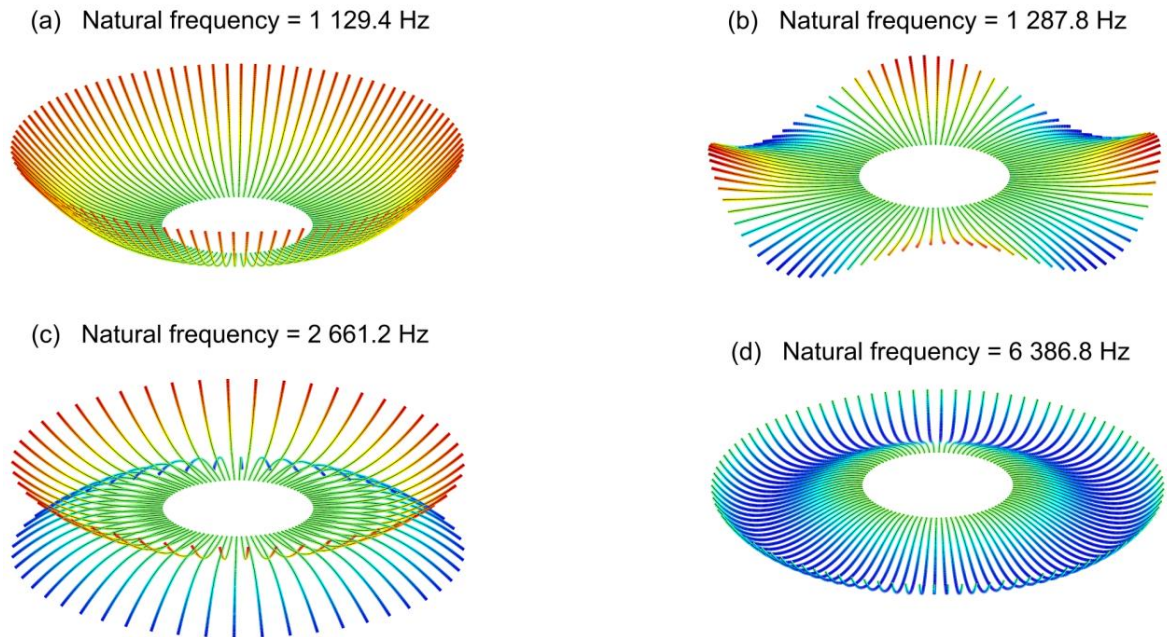 (a) Natural frequency = 1 129.4 Hz
(b) Natural frequency = 1 287.8 Hz
(c) Natural frequency = 2 661.2 Hz
(d) Natural frequency = 6 386.8 Hz